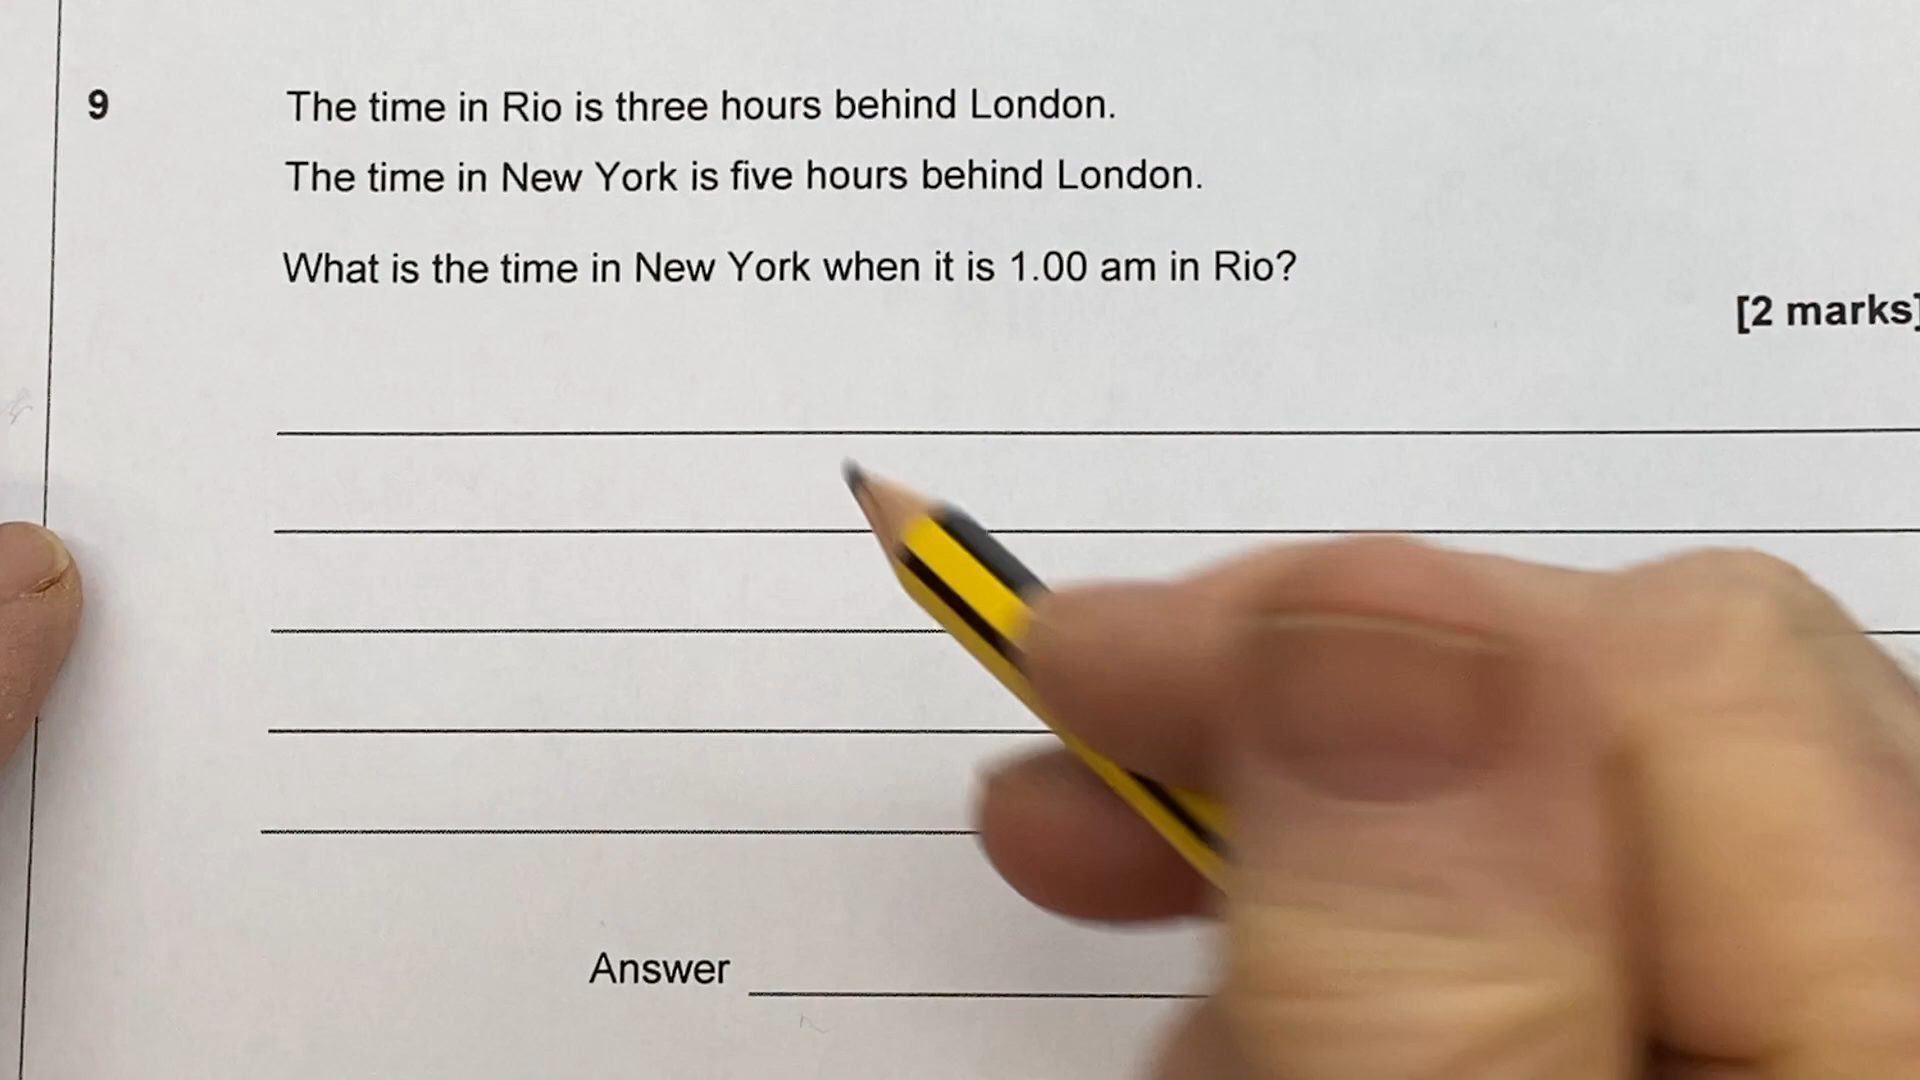 9 The time in Rio is three hours behind London.
The time in New York is five hours behind London.
What is the time in New York when it is 1.00 am in Rio?
[2 marks]
Answer